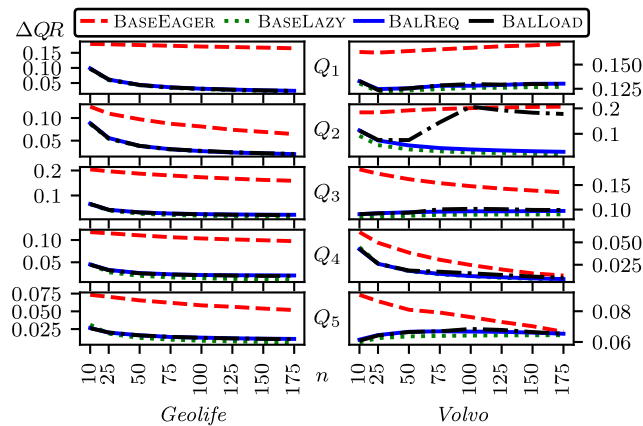 BASEEAGER BASELAZY BALREQ BALLOAD
ΔQR
0.15
0.10
0.05
Q1
0.150
0.125
0.10
0.05
Q2
0.2
0.1
0.2
0.1
Q3
0.15
0.10
0.10
0.05
Q4
0.050
0.025
0.075
0.050
0.025
Q5
0.08
0.06
10 25 50 75 100 125 150 175 n 10 25 50 75 100 125 150 175
Geolife Volvo